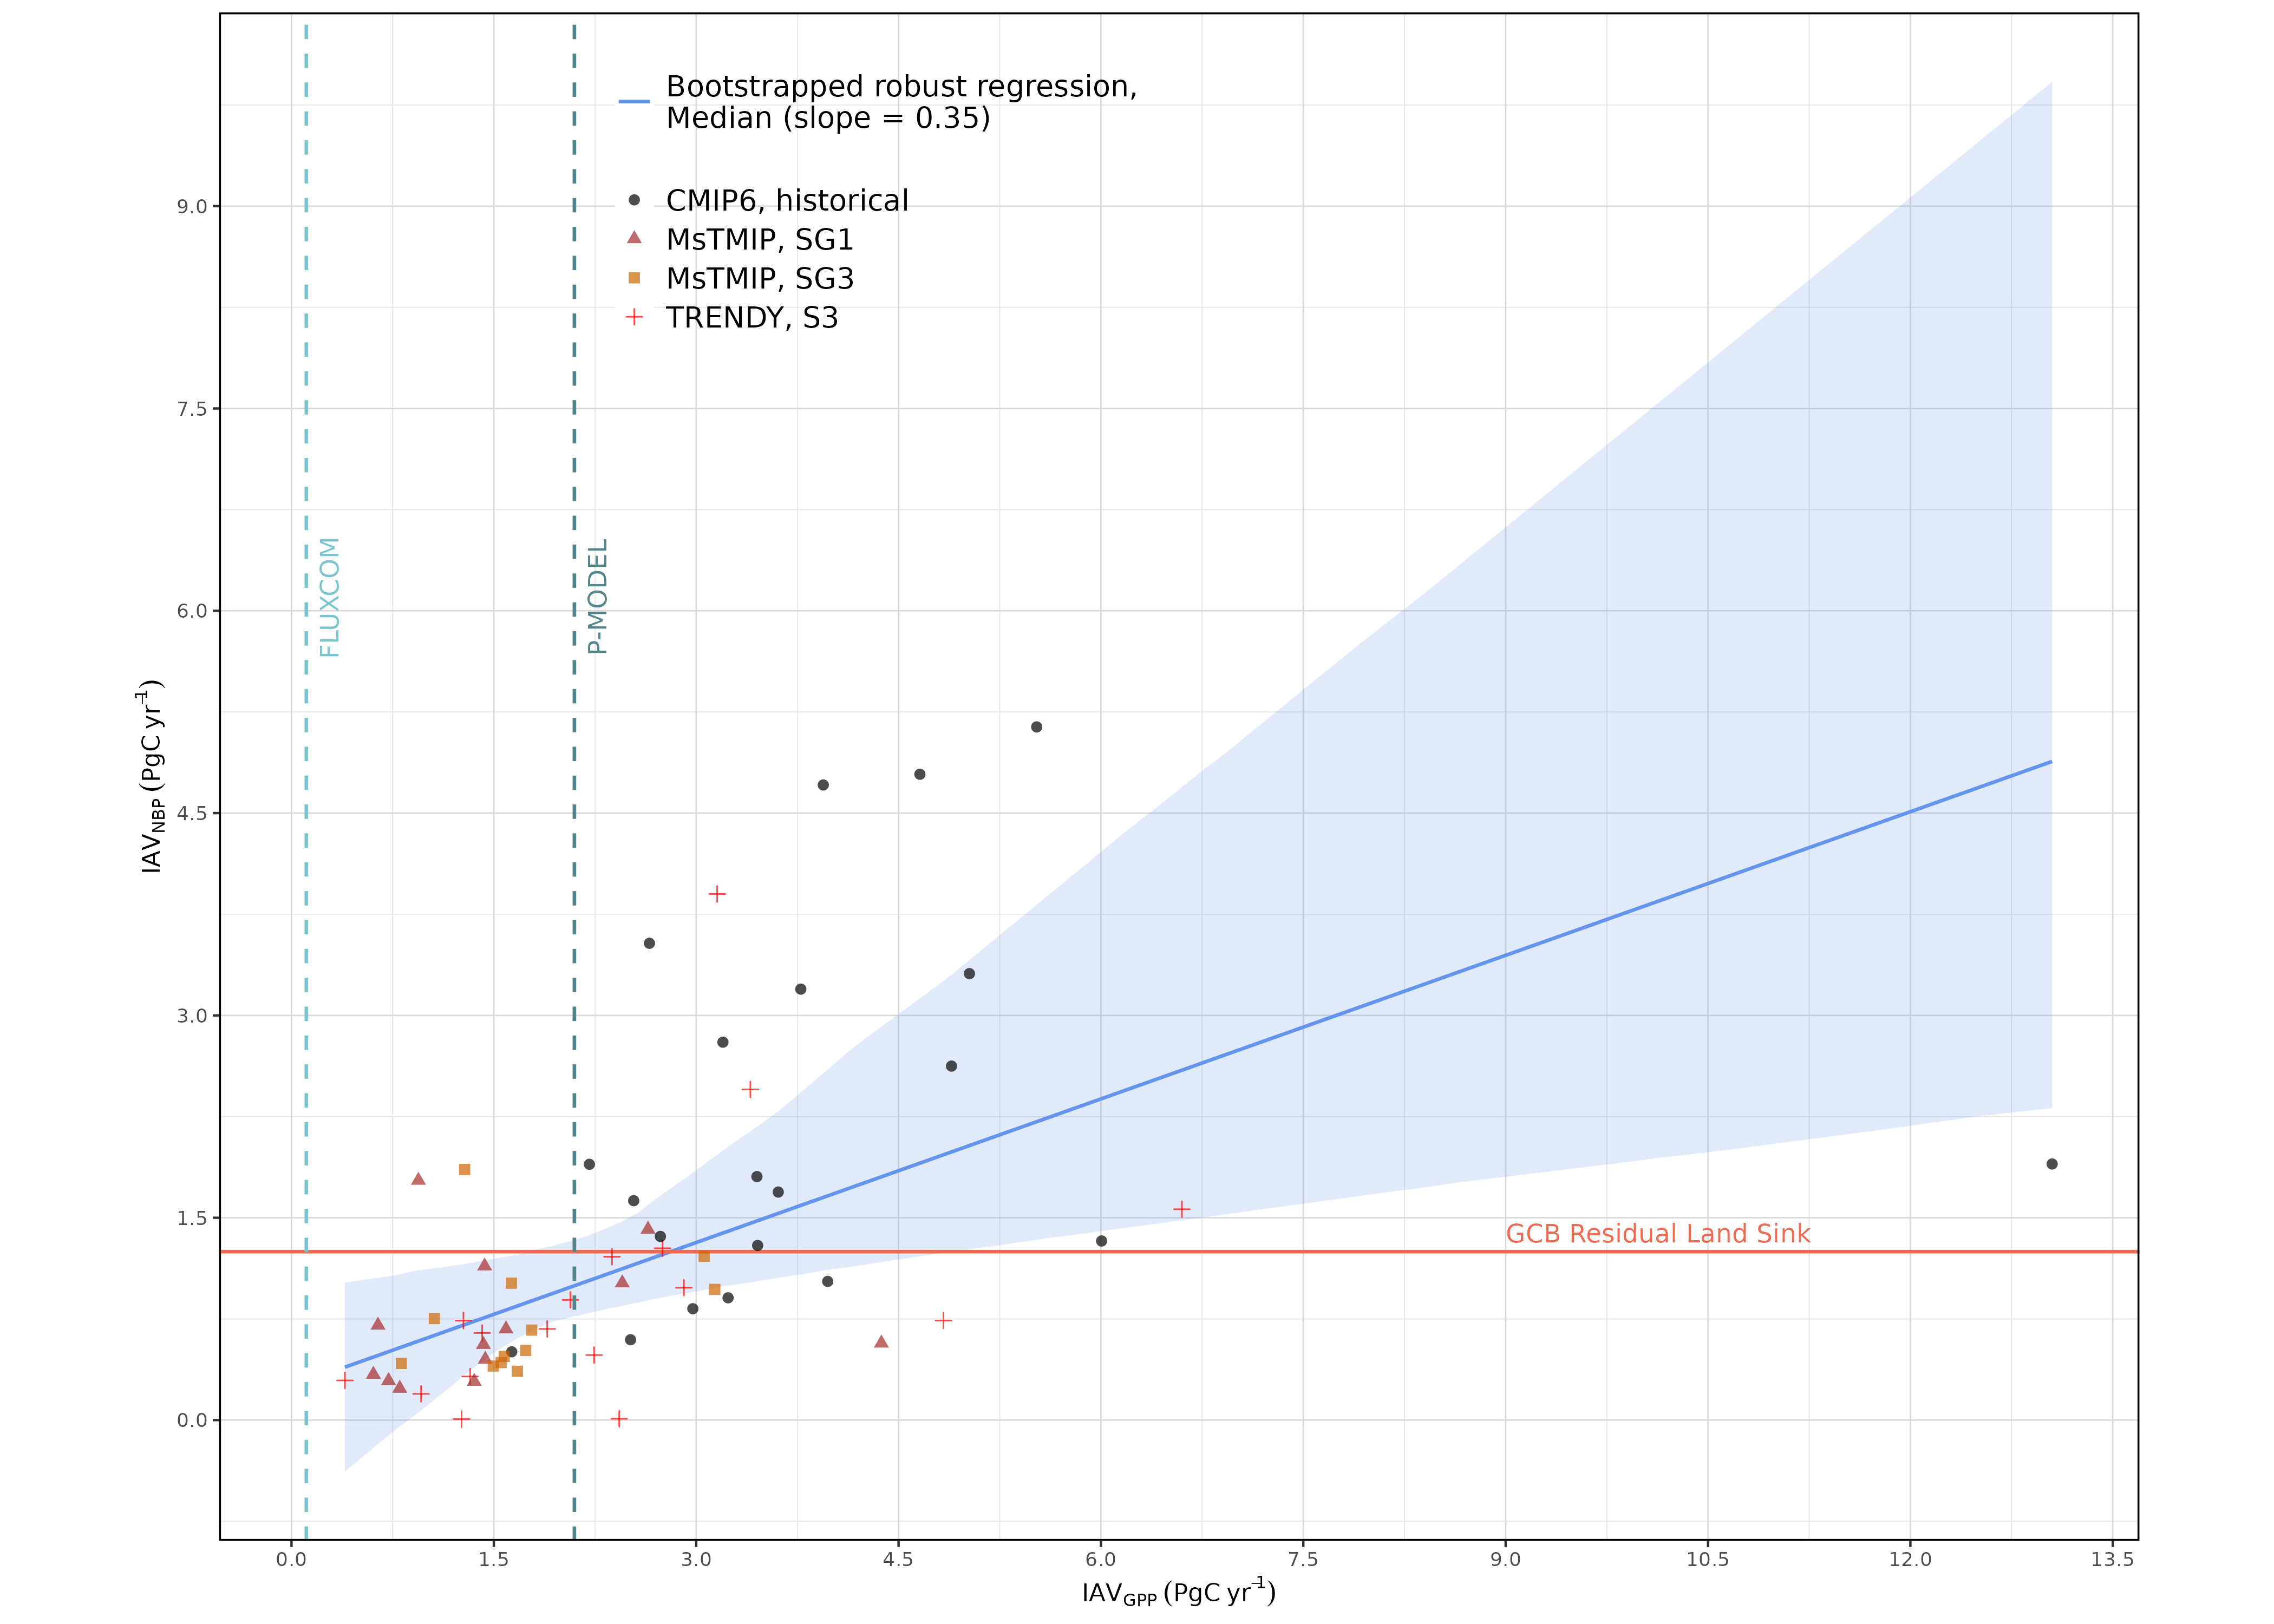 Bootstrapped robust regression,
Median (slope = 0.35)
CMIP6, historical
MsTMIP, SG1
MsTMIP, SG3
TRENDY, S3
FLUXCOM
P-MODEL
GCB Residual Land Sink
9.0
7.5
6.0
4.5
3.0
1.5
0.0
IAV_NBP (PgC yr⁻¹)
0.0 1.5 3.0 4.5 6.0 7.5 9.0 10.5 12.0 13.5
IAV_GPP (PgC yr⁻¹)